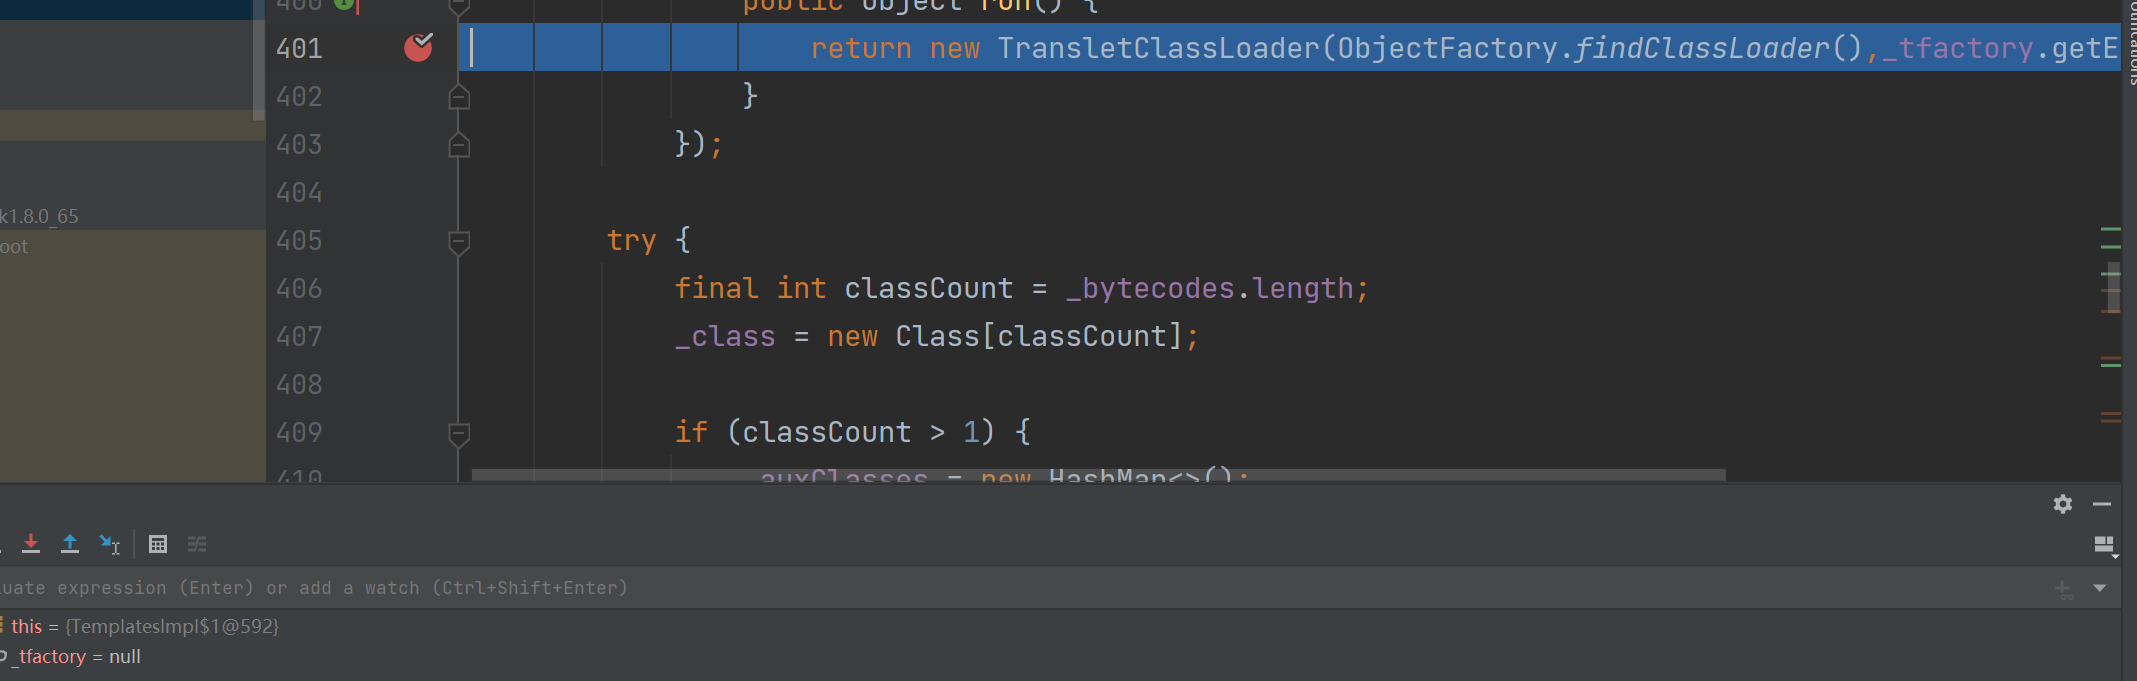 400 public Object run() {
401 return new TransletClassLoader(ObjectFactory.findClassLoader(),_tfactory.getE
402 }
403 });
404
k1.8.0_65
405 try {
oot
406 final int classCount = _bytecodes.length;
407 _class = new Class[classCount];
408
409 if (classCount > 1) {
410 _auxClasses = new HashMap<>();
uate expression (Enter) or add a watch (Ctrl+Shift+Enter)
this = {TemplatesImpl$1@592}
_tfactory = null